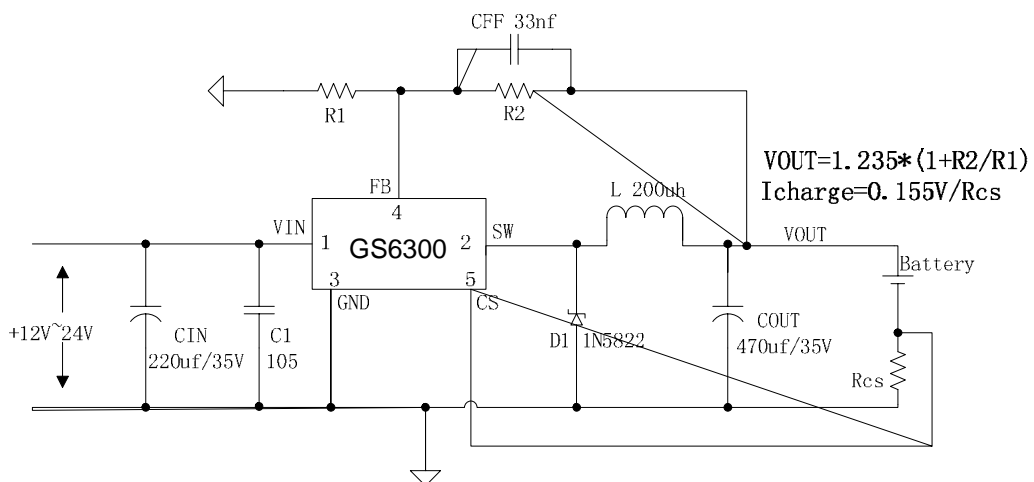 CFF 33nf
R1
R2
VOUT=1.235*(1+R2/R1)
Icharge=0.155V/Rcs
FB
4
L 200uh
VIN
1
GS6300
2
SW
VOUT
3
5
GND
CS
Battery
+12V~24V
CIN
220uf/35V
C1
105
D1
1N5822
COUT
470uf/35V
Rcs